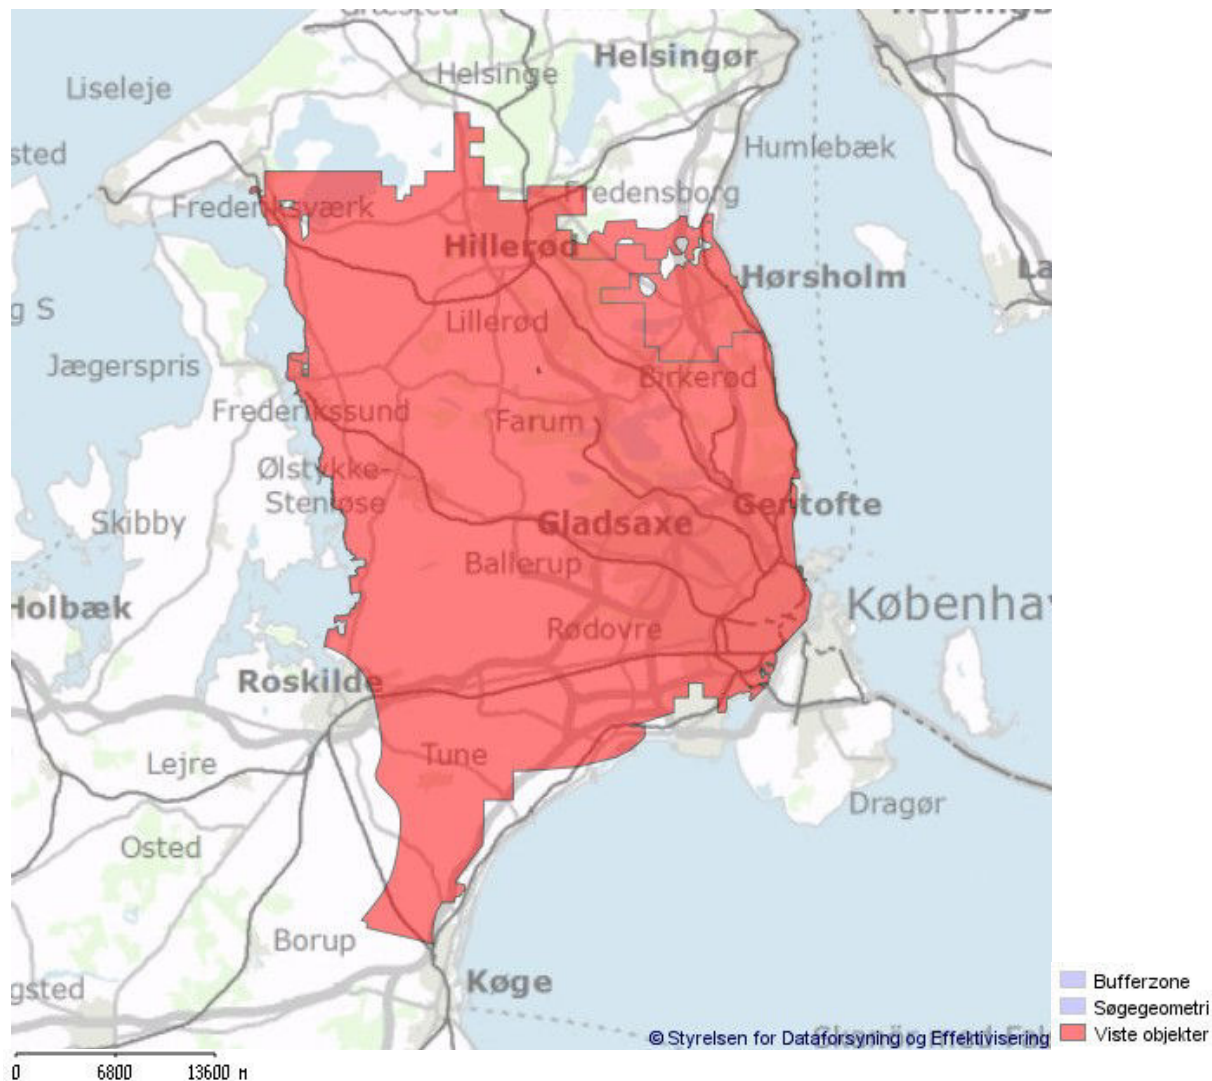 Helsinge
Helsingør
Liseleje
Humlebæk
sted
Fredensborg
Frederiksværk
Hillerød
Hørsholm
La
g S
Lillerød
Jægerspris
Birkerød
Frederikssund
Farum
Ølstykke-
Stenløse
Gentofte
Skibby
Gladsaxe
Ballerup
Holbæk
København
Rødovre
Roskilde
Tune
Lejre
Dragør
Osted
Borup
gsted
Køge
Bufferzone
Søgegeometri
Viste objekter
© Styrelsen for Dataforsyning og Effektivisering
0 6800 13600 M